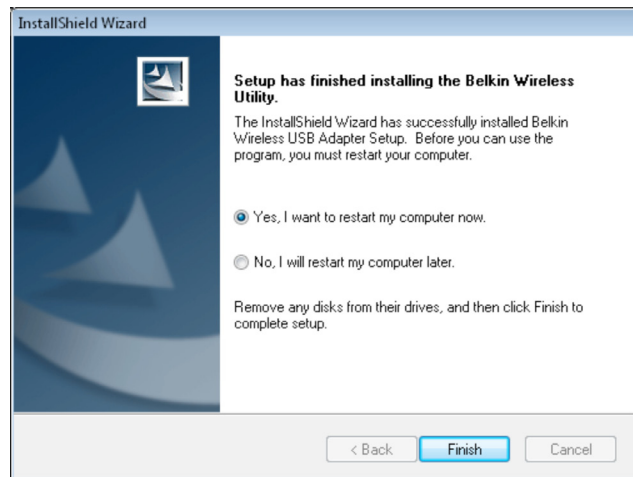 InstallShield Wizard
Setup has finished installing the Belkin Wireless
Utility.
The InstallShield Wizard has successfully installed Belkin
Wireless USB Adapter Setup. Before you can use the
program, you must restart your computer.
Yes, I want to restart my computer now.
No, I will restart my computer later.
Remove any disks from their drives, and then click Finish to
complete setup.
< Back Finish Cancel